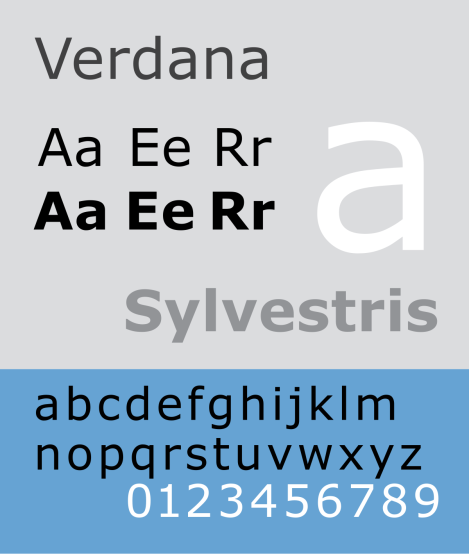 Verdana
Aa Ee Rr
Aa Ee Rr
a
Sylvestris
abcdefghijklm
nopqrstuvwxyz
0123456789